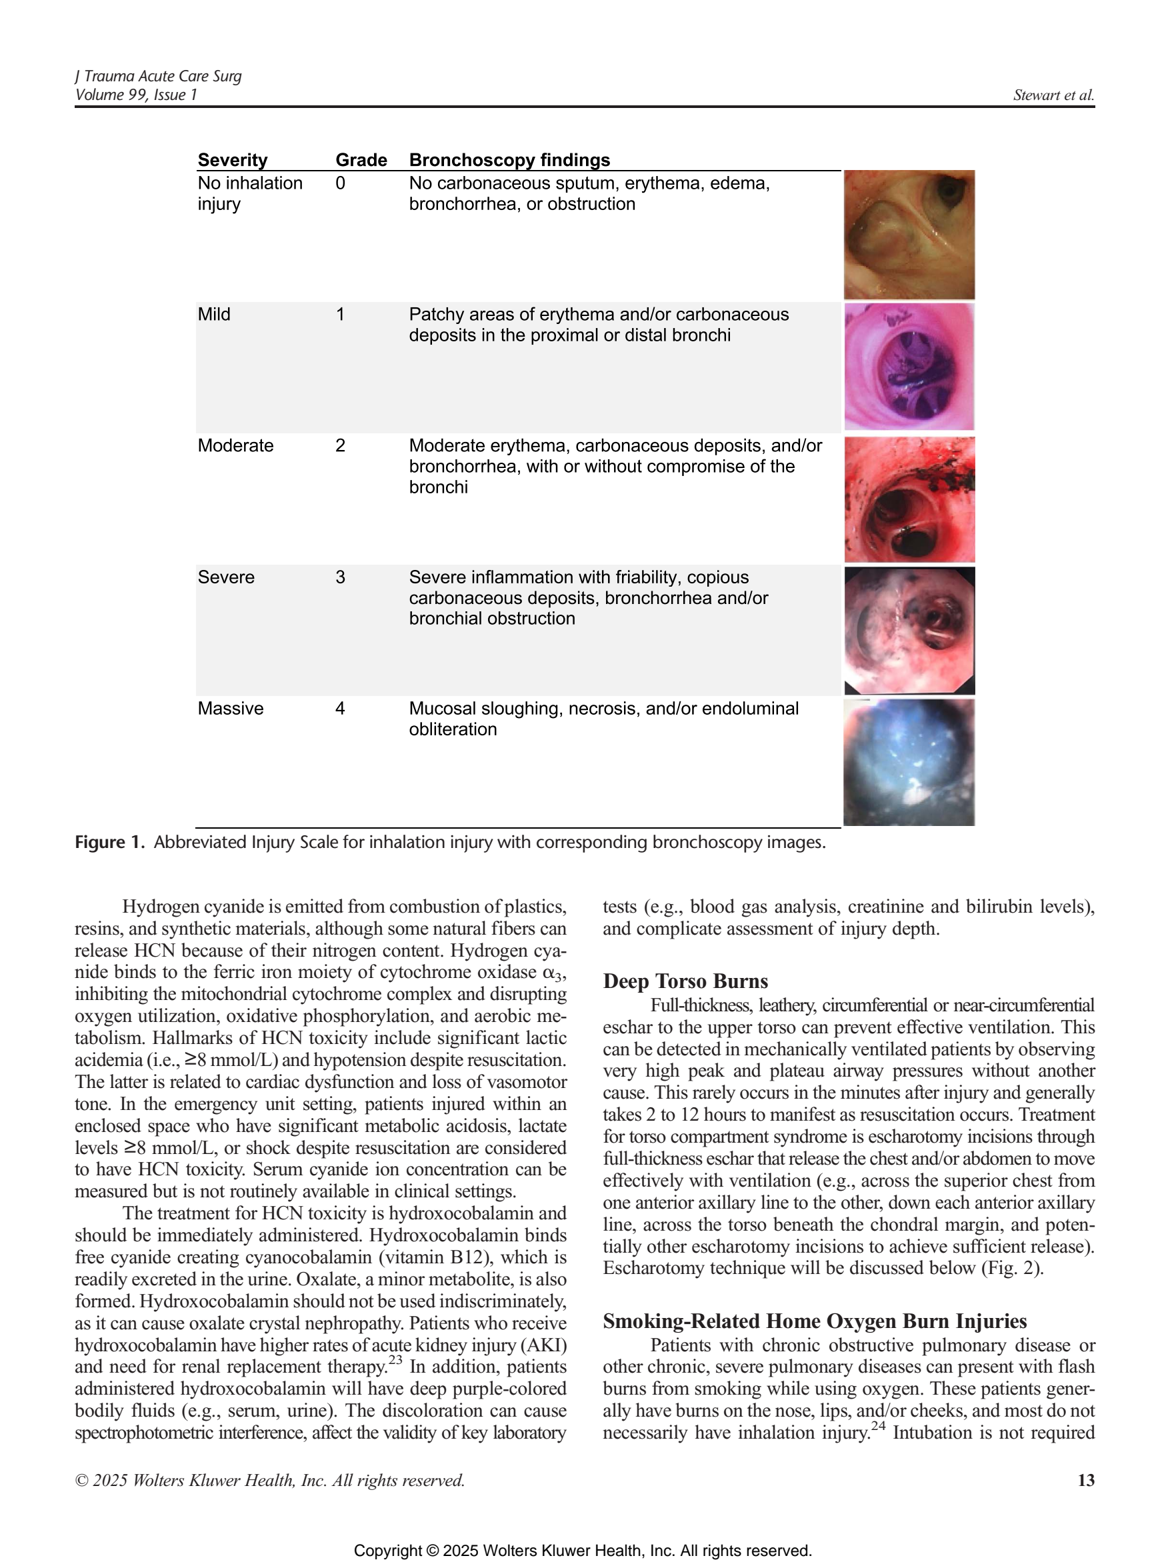 J Trauma Acute Care Surg
Volume 99, Issue 1
Stewart et al.
Severity Grade Bronchoscopy findings
No inhalation injury 0 No carbonaceous sputum, erythema, edema,
bronchorrhea, or obstruction
Mild 1 Patchy areas of erythema and/or carbonaceous
deposits in the proximal or distal bronchi
Moderate 2 Moderate erythema, carbonaceous deposits, and/or
bronchorrhea, with or without compromise of the
bronchi
Severe 3 Severe inflammation with friability, copious
carbonaceous deposits, bronchorrhea and/or
bronchial obstruction
Massive 4 Mucosal sloughing, necrosis, and/or endoluminal
obliteration
Figure 1. Abbreviated Injury Scale for inhalation injury with corresponding bronchoscopy images.
Hydrogen cyanide is emitted from combustion of plastics,
resins, and synthetic materials, although some natural fibers can
release HCN because of their nitrogen content. Hydrogen cya-
nide binds to the ferric iron moiety of cytochrome oxidase α₃,
inhibiting the mitochondrial cytochrome complex and disrupting
oxygen utilization, oxidative phosphorylation, and aerobic me-
tabolism. Hallmarks of HCN toxicity include significant lactic
acidemia (i.e., ≥8 mmol/L) and hypotension despite resuscitation.
The latter is related to cardiac dysfunction and loss of vasomotor
tone. In the emergency unit setting, patients injured within an
enclosed space who have significant metabolic acidosis, lactate
levels ≥8 mmol/L, or shock despite resuscitation are considered
to have HCN toxicity. Serum cyanide ion concentration can be
measured but is not routinely available in clinical settings.
The treatment for HCN toxicity is hydroxocobalamin and
should be immediately administered. Hydroxocobalamin binds
free cyanide creating cyanocobalamin (vitamin B12), which is
readily excreted in the urine. Oxalate, a minor metabolite, is also
formed. Hydroxocobalamin should not be used indiscriminately,
as it can cause oxalate crystal nephropathy. Patients who receive
hydroxocobalamin have higher rates of acute kidney injury (AKI)
and need for renal replacement therapy.²³ In addition, patients
administered hydroxocobalamin will have deep purple-colored
bodily fluids (e.g., serum, urine). The discoloration can cause
spectrophotometric interference, affect the validity of key laboratory
tests (e.g., blood gas analysis, creatinine and bilirubin levels),
and complicate assessment of injury depth.
Deep Torso Burns
Full-thickness, leathery, circumferential or near-circumferential
eschar to the upper torso can prevent effective ventilation. This
can be detected in mechanically ventilated patients by observing
very high peak and plateau airway pressures without another
cause. This rarely occurs in the minutes after injury and generally
takes 2 to 12 hours to manifest as resuscitation occurs. Treatment
for torso compartment syndrome is escharotomy incisions through
full-thickness eschar that release the chest and/or abdomen to move
effectively with ventilation (e.g., across the superior chest from
one anterior axillary line to the other, down each anterior axillary
line, across the torso beneath the chondral margin, and poten-
tially other escharotomy incisions to achieve sufficient release).
Escharotomy technique will be discussed below (Fig. 2).
Smoking-Related Home Oxygen Burn Injuries
Patients with chronic obstructive pulmonary disease or
other chronic, severe pulmonary diseases can present with flash
burns from smoking while using oxygen. These patients gener-
ally have burns on the nose, lips, and/or cheeks, and most do not
necessarily have inhalation injury.²⁴ Intubation is not required
© 2025 Wolters Kluwer Health, Inc. All rights reserved.
13
Copyright © 2025 Wolters Kluwer Health, Inc. All rights reserved.